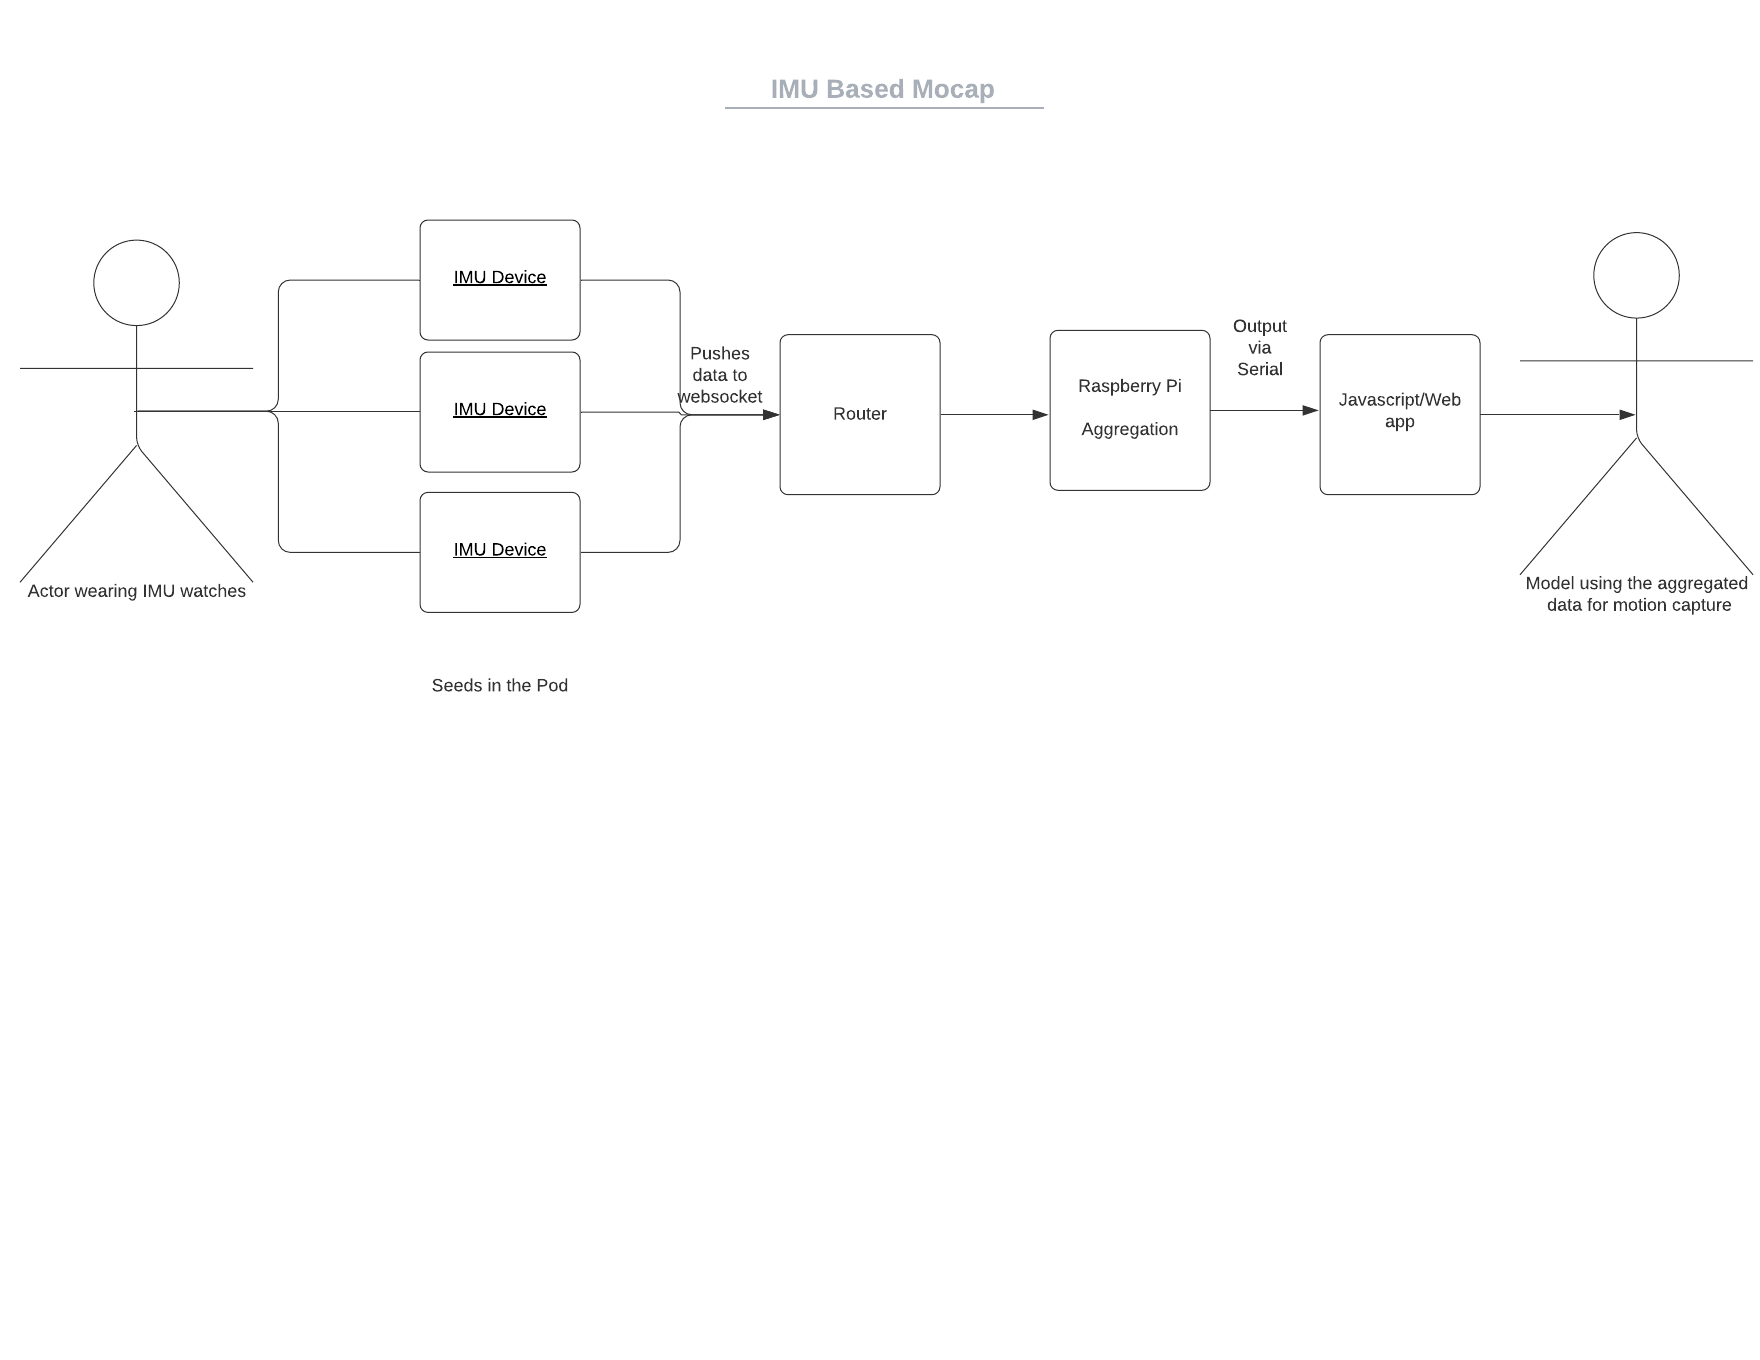 IMU Based Mocap
IMU Device
IMU Device
IMU Device
Pushes
data to
websocket
Router
Raspberry Pi
Aggregation
Output
via
Serial
Javascript/Web
app
Actor wearing IMU watches
Model using the aggregated
data for motion capture
Seeds in the Pod